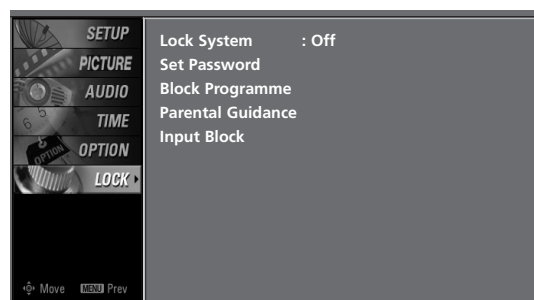 SETUP
PICTURE
AUDIO
TIME
OPTION
OPTION
LOCK
Move MENU Prev
Lock System : Off
Set Password
Block Programme
Parental Guidance
Input Block